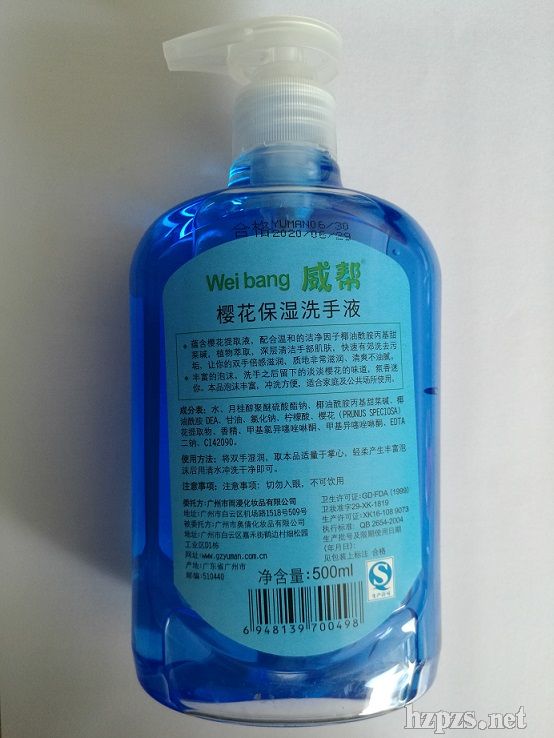 合格YUMAN06/30
2020/06/29
Wei bang 威帮®
樱花保湿洗手液
蕴含樱花提取液，配合温和的洁净因子椰油酰胺丙基甜
菜碱，植物萃取，深层清洁手部肌肤，快速有效洗去污
垢，让你的双手倍感滋润、质地非常滋润、清爽不油腻。
丰富的泡沫、洗手之后留下的淡淡樱花的味道，氛香迷
你。本品泡沫丰富，冲洗方便，适合家庭及公共场所使用。
成分表：水、月桂醇聚醚硫酸酯钠、椰油酰胺丙基甜菜碱、椰
油酰胺 DEA、甘油、氯化钠、柠檬酸、樱花（PRUNUS SPECIOSA）
花提取物、香精、甲基氯异噻唑啉酮、甲基异噻唑啉酮、EDTA
二钠、CI42090。
使用方法：将双手湿润，取本品适量于掌心，轻柔产生丰富泡
沫后用清水冲洗干净即可。
注意事项：注意事项：切勿入眼，不可饮用
委托方：广州市雨漫化妆品有限公司
地址：广州市白云区机场路1518号509号
被委托方：广州市奥倩化妆品有限公司
地址：广州市白云区嘉禾街鹤边村细松园
工业区D1栋
网址：www.gzyuman.com.cn
产地：广东省广州市
邮编：510440
卫生许可证：GD·FDA（1999）
卫妆准字29-XK-1819
生产许可证：XK16-108 9073
执行标准：QB 2654-2004
生产批号及限期使用日期
（年月日）：
见包装上标注 合格
净含量：500ml
生产许可
6 948139 700498
hzpzs.net